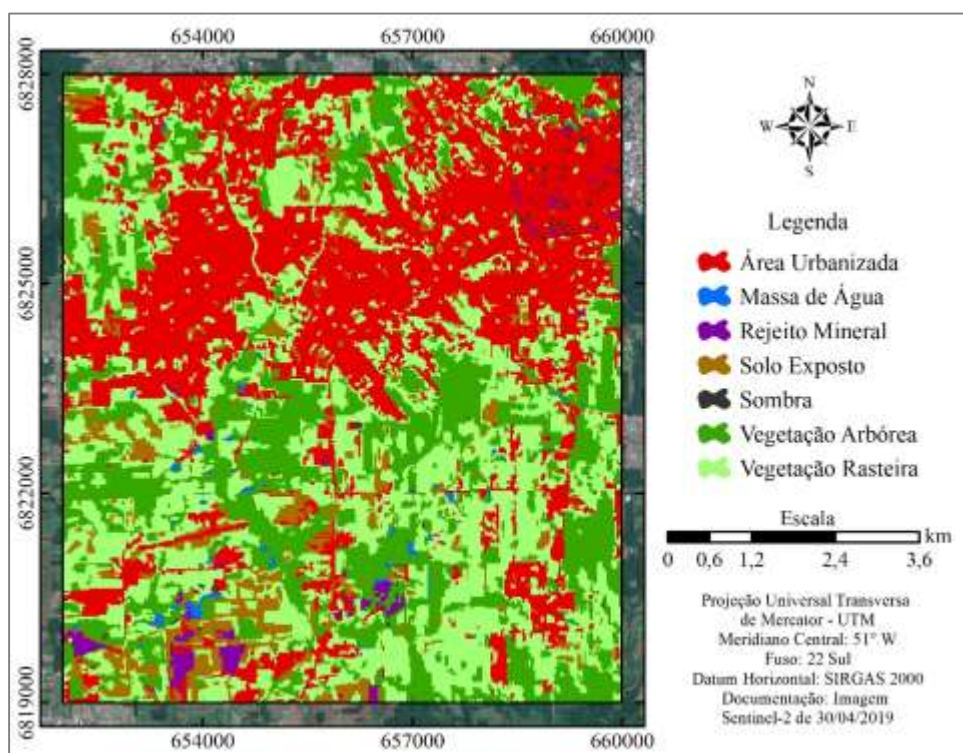 654000 657000 660000
6828000
6825000
6822000
6819000
654000 657000 660000
N
W E
S
Legenda
Área Urbanizada
Massa de Água
Rejeito Mineral
Solo Exposto
Sombra
Vegetação Arbórea
Vegetação Rasteira
Escala
km
0 0,6 1,2 2,4 3,6
Projeção Universal Transversa
de Mercator - UTM
Meridiano Central: 51° W
Fuso: 22 Sul
Datum Horizontal: SIRGAS 2000
Documentação: Imagem
Sentinel-2 de 30/04/2019